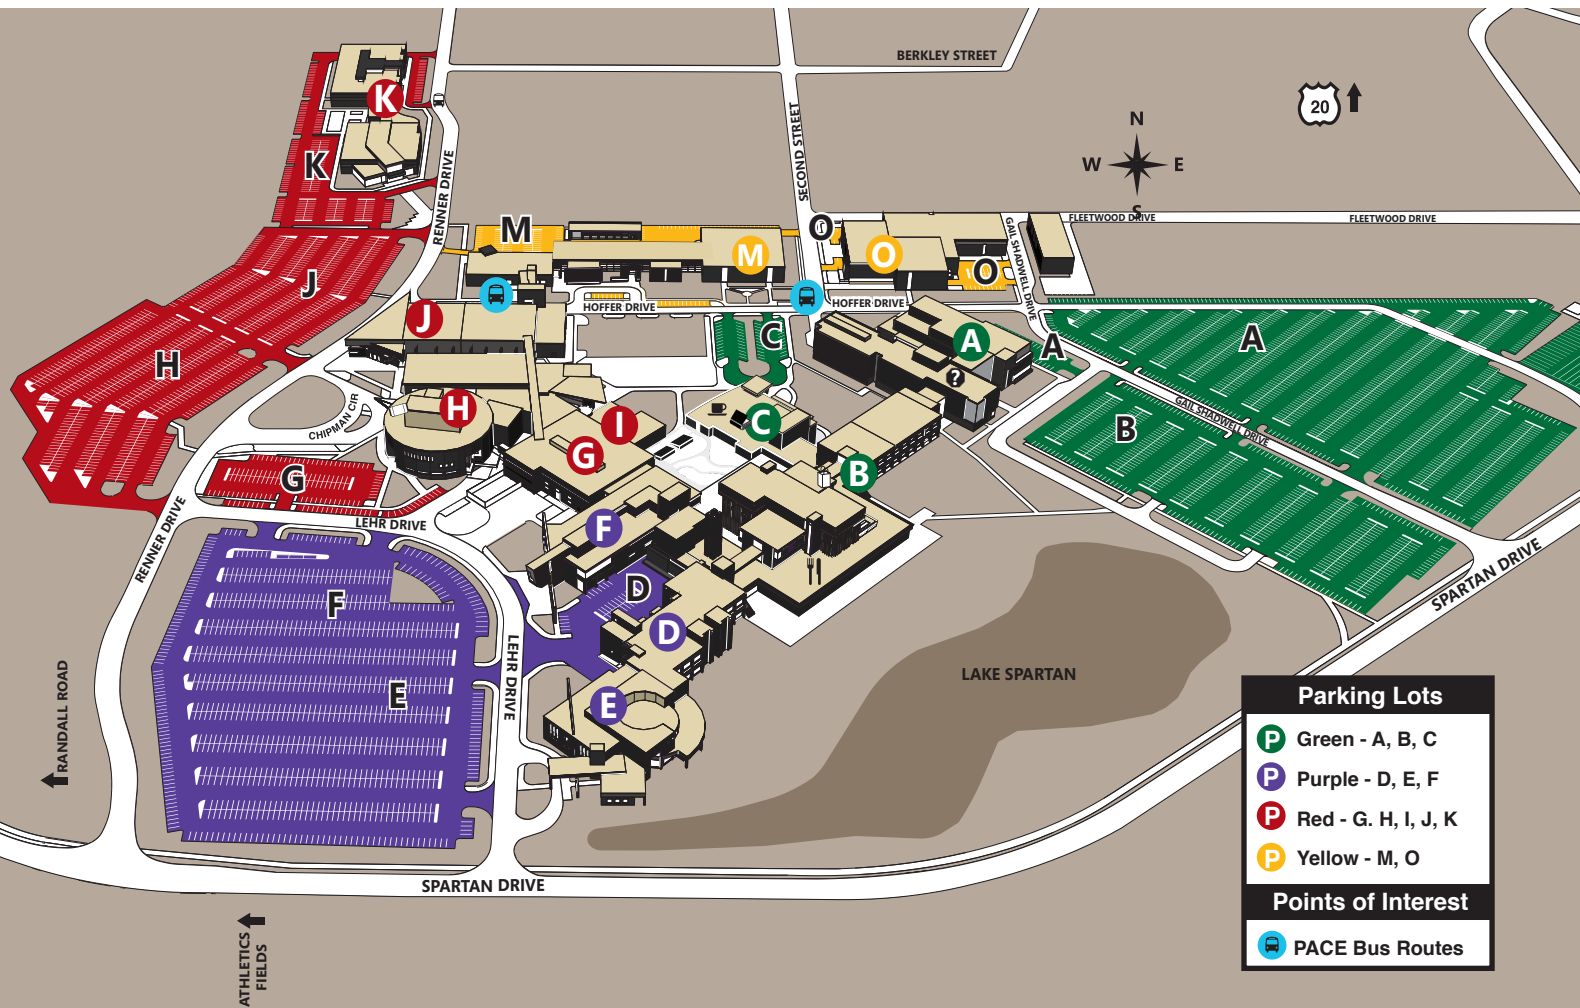 BERKLEY STREET
20
N
W E
S
K
K
RENNER DRIVE
SECOND STREET
FLEETWOOD DRIVE
FLEETWOOD DRIVE
GAIL SHADWELL DRIVE
M
M
O
O
O
J
J
HOFFER DRIVE
HOFFER DRIVE
C
A
A
A
?
H
H
CHIPMAN CIR
I
G
C
B
B
GAIL SHADWELL DRIVE
G
LEHR DRIVE
RENNER DRIVE
F
F
D
D
E
E
LEHR DRIVE
SPARTAN DRIVE
LAKE SPARTAN
RANDALL ROAD
SPARTAN DRIVE
ATHLETICS
FIELDS
Parking Lots
P Green - A, B, C
P Purple - D, E, F
P Red - G. H, I, J, K
P Yellow - M, O
Points of Interest
PACE Bus Routes